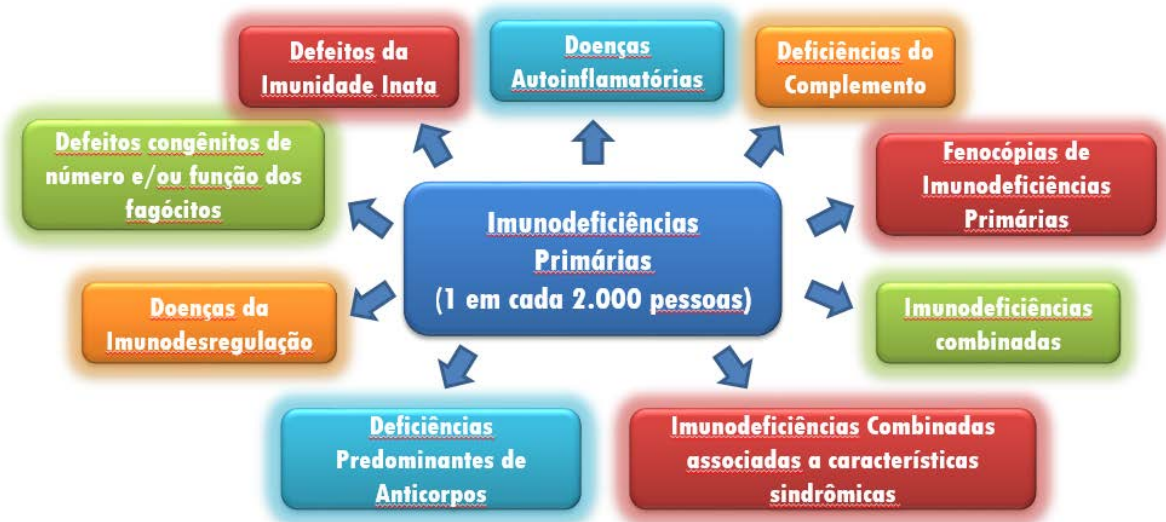 Defeitos da
Imunidade Inata
Doenças
Autoinflamatórias
Deficiências do
Complemento
Defeitos congênitos de
número e/ou função dos
fagócitos
Fenocópias de
Imunodeficiências
Primárias
Imunodeficiências
Primárias
(1 em cada 2.000 pessoas)
Doenças da
Imunodesregulação
Imunodeficiências
combinadas
Deficiências
Predominantes de
Anticorpos
Imunodeficiências Combinadas
associadas a características
sindrômicas